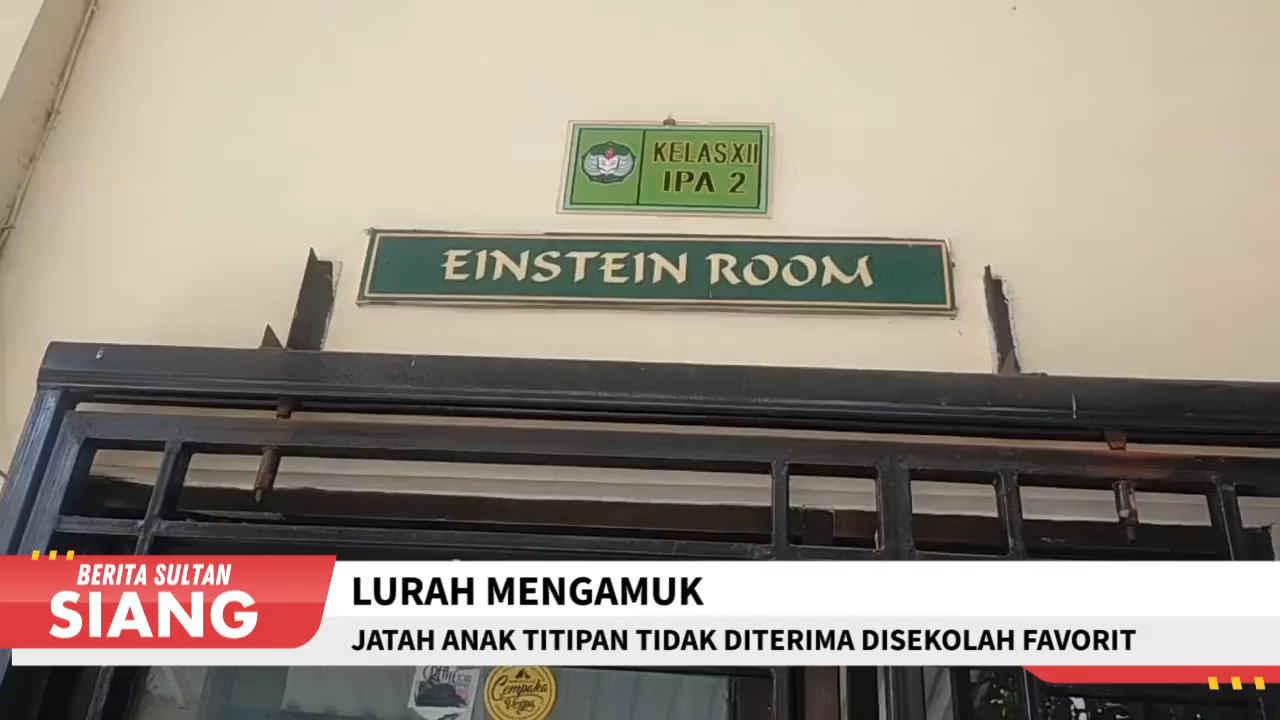 KELAS XII
IPA 2
EINSTEIN ROOM
BERITA SULTAN
SIANG
LURAH MENGAMUK
JATAH ANAK TITIPAN TIDAK DITERIMA DISEKOLAH FAVORIT
Cempaka